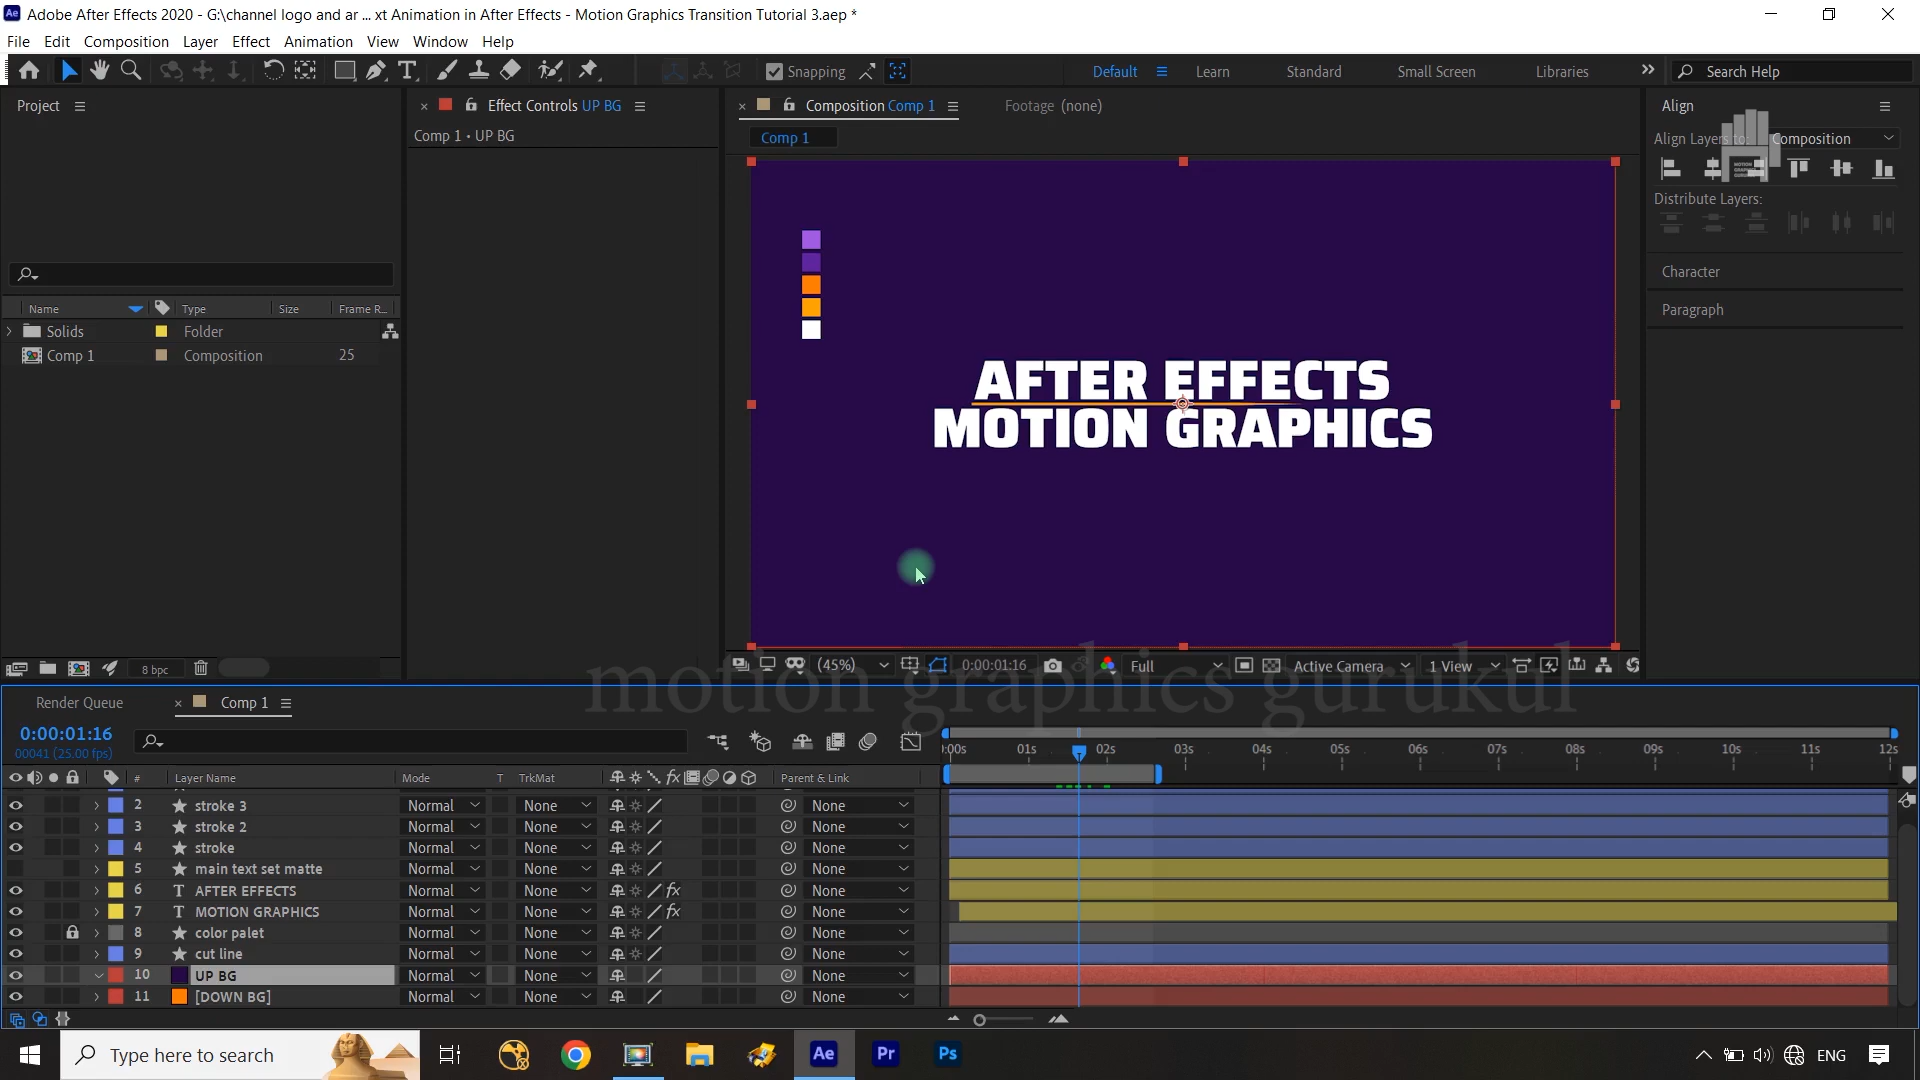 Adobe After Effects 2020 - G:\channel logo and ar ... xt Animation in After Effects - Motion Graphics Transition Tutorial 3.aep *
File Edit Composition Layer Effect Animation View Window Help
Snapping
Default
Learn
Standard
Small Screen
Libraries
Search Help
Project
Effect Controls UP BG
Comp 1 • UP BG
Composition Comp 1
Footage (none)
Comp 1
Align
Align Layers to:
Composition
Distribute Layers:
Character
Paragraph
Name Type Size Frame R...
Solids Folder
Comp 1 Composition 25
AFTER EFFECTS
MOTION GRAPHICS
8 bpc
(45%) 0:00:01:16 Full Active Camera 1 View
motion graphics gurukul
Render Queue
Comp 1
0:00:01:16
00041 (25.00 fps)
# Layer Name Mode T TrkMat Parent & Link
):00s 01s 02s 03s 04s 05s 06s 07s 08s 09s 10s 11s 12s
2 stroke 3 Normal None None
3 stroke 2 Normal None None
4 stroke Normal None None
5 main text set matte Normal None None
6 T AFTER EFFECTS Normal None fx None
7 T MOTION GRAPHICS Normal None fx None
8 color palet Normal None None
9 cut line Normal None None
10 UP BG Normal None None
11 [DOWN BG] Normal None None
Type here to search
Ae
Pr
Ps
ENG